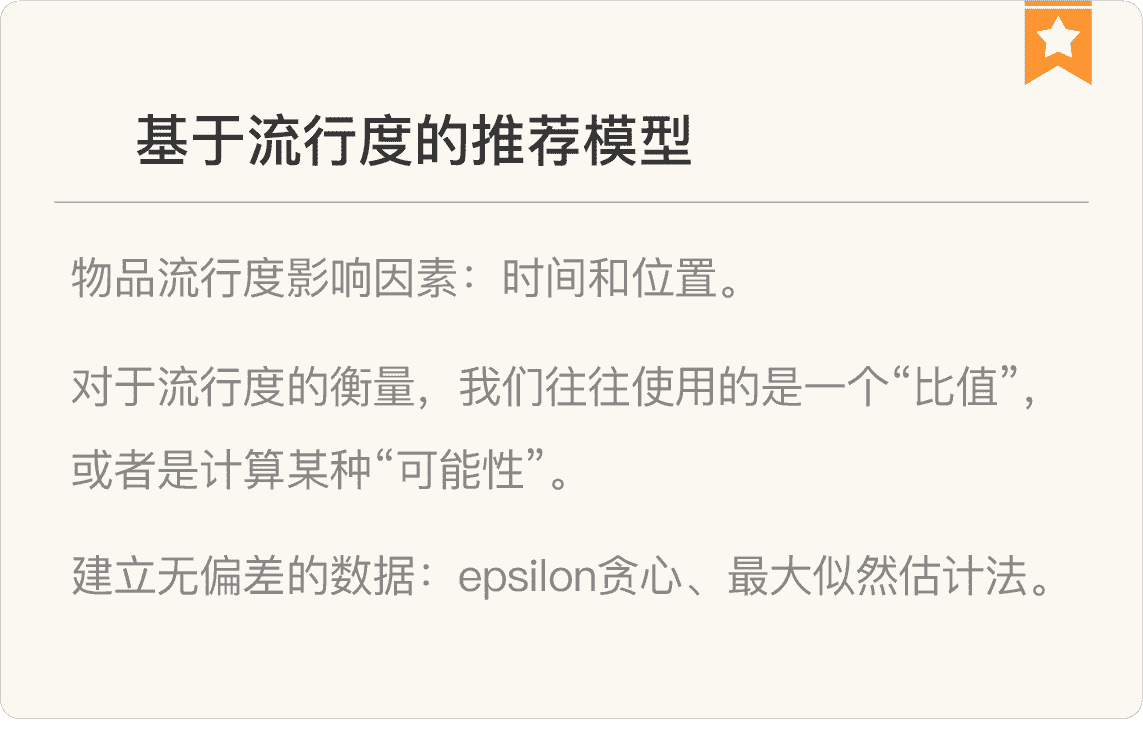 基于流行度的推荐模型
物品流行度影响因素：时间和位置。
对于流行度的衡量，我们往往使用的是一个“比值”，
或者是计算某种“可能性”。
建立无偏差的数据：epsilon贪心、最大似然估计法。